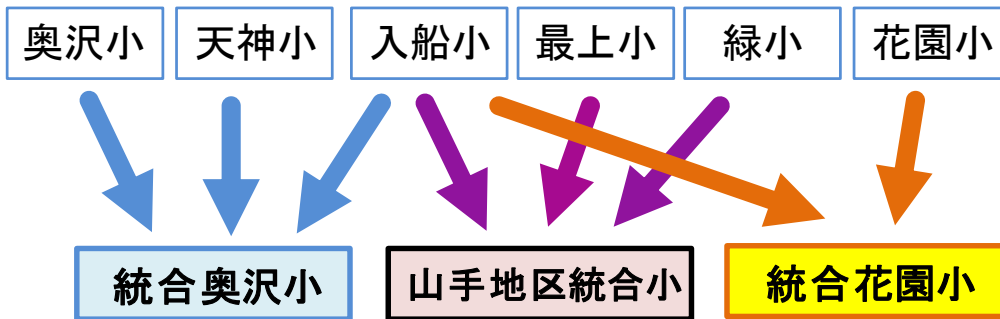 奥沢小
天神小
入船小
最上小
緑小
花園小
統合奥沢小
山手地区統合小
統合花園小